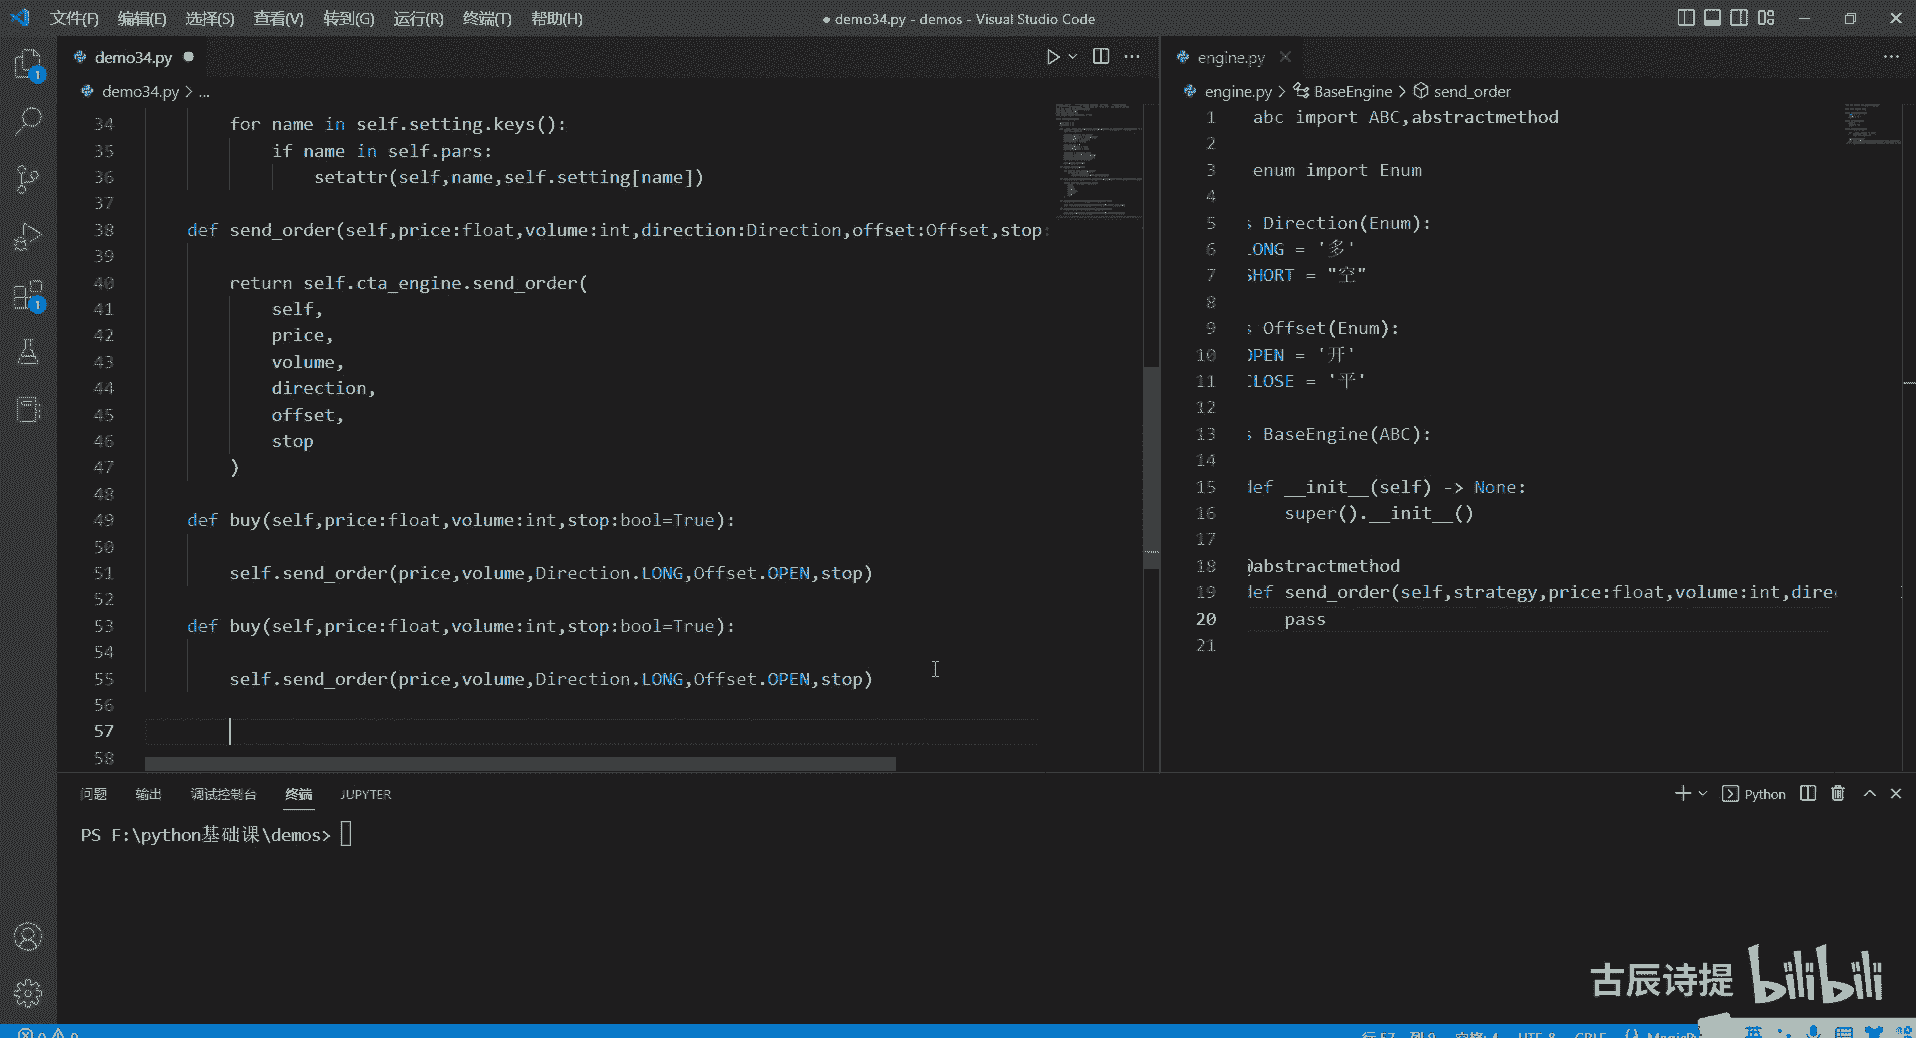 文件(F) 编辑(E) 选择(S) 查看(V) 转到(G) 运行(R) 终端(T) 帮助(H)
● demo34.py - demos - Visual Studio Code
demo34.py ●
demo34.py > ...
34 for name in self.setting.keys():
35 if name in self.pars:
36 setattr(self,name,self.setting[name])
37
38 def send_order(self,price:float,volume:int,direction:Direction,offset:Offset,stop:
39
40 return self.cta_engine.send_order(
41 self,
42 price,
43 volume,
44 direction,
45 offset,
46 stop
47 )
48
49 def buy(self,price:float,volume:int,stop:bool=True):
50
51 self.send_order(price,volume,Direction.LONG,Offset.OPEN,stop)
52
53 def buy(self,price:float,volume:int,stop:bool=True):
54
55 self.send_order(price,volume,Direction.LONG,Offset.OPEN,stop)
56
57
58
engine.py
engine.py > BaseEngine > send_order
1 abc import ABC,abstractmethod
2
3 enum import Enum
4
5 s Direction(Enum):
6 LONG = '多'
7 SHORT = "空"
8
9 s Offset(Enum):
10 OPEN = '开'
11 CLOSE = '平'
12
13 s BaseEngine(ABC):
14
15 def __init__(self) -> None:
16 super().__init__()
17
18 @abstractmethod
19 def send_order(self,strategy,price:float,volume:int,dire
20 pass
21
问题 输出 调试控制台 终端 JUPYTER
Python
PS F:\python基础课\demos>
古辰诗提 bilibili